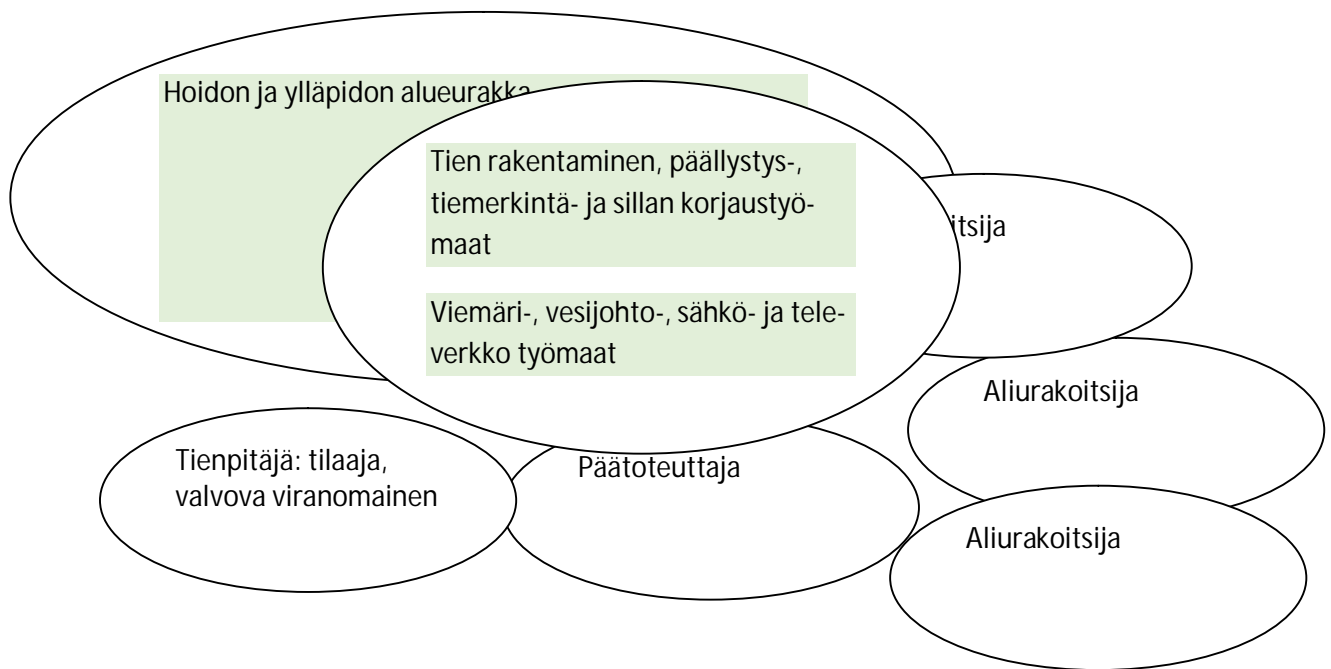 Hoidon ja ylläpidon alueurakka
Tien rakentaminen, päällystys-,
tiemerkintä- ja sillan korjaustyö-
maat
itsija
Viemäri-, vesijohto-, sähkö- ja tele-
verkko työmaat
Aliurakoitsija
Tienpitäjä: tilaaja,
valvova viranomainen
Päätoteuttaja
Aliurakoitsija